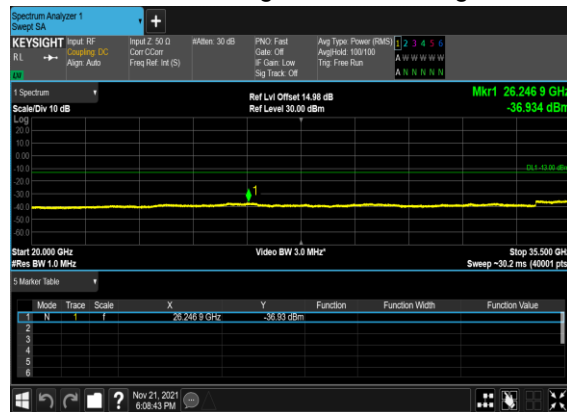 Spectrum Analyzer 1
Swept SA
+
KEYSIGHT Input: RF Input Z: 50 Ω #Atten: 30 dB PNO: Fast Avg Type: Power (RMS) 1 2 3 4 5 6
RL Coupling: DC Corr CCorr Gate: Off Avg|Hold: 100/100 A W W W W W
Align: Auto Freq Ref: Int (S) IF Gain: Low Trig: Free Run
Sig Track: Off A N N N N N
1 Spectrum Ref Lvl Offset 14.98 dB Mkr1 26.246 9 GHz
Scale/Div 10 dB Ref Level 30.00 dBm -36.934 dBm
Log
20.0
10.0
0.00
-10.0 DL1 -13.00 dBm
-20.0
-30.0 1
-40.0
-50.0
-60.0
Start 20.000 GHz Video BW 3.0 MHz* Stop 35.500 GHz
#Res BW 1.0 MHz Sweep ~30.2 ms (40001 pts)
5 Marker Table
Mode Trace Scale X Y Function Function Width Function Value
1 N 1 f 26.246 9 GHz -36.93 dBm
2
3
4
5
6
? Nov 21, 2021
6:08:43 PM